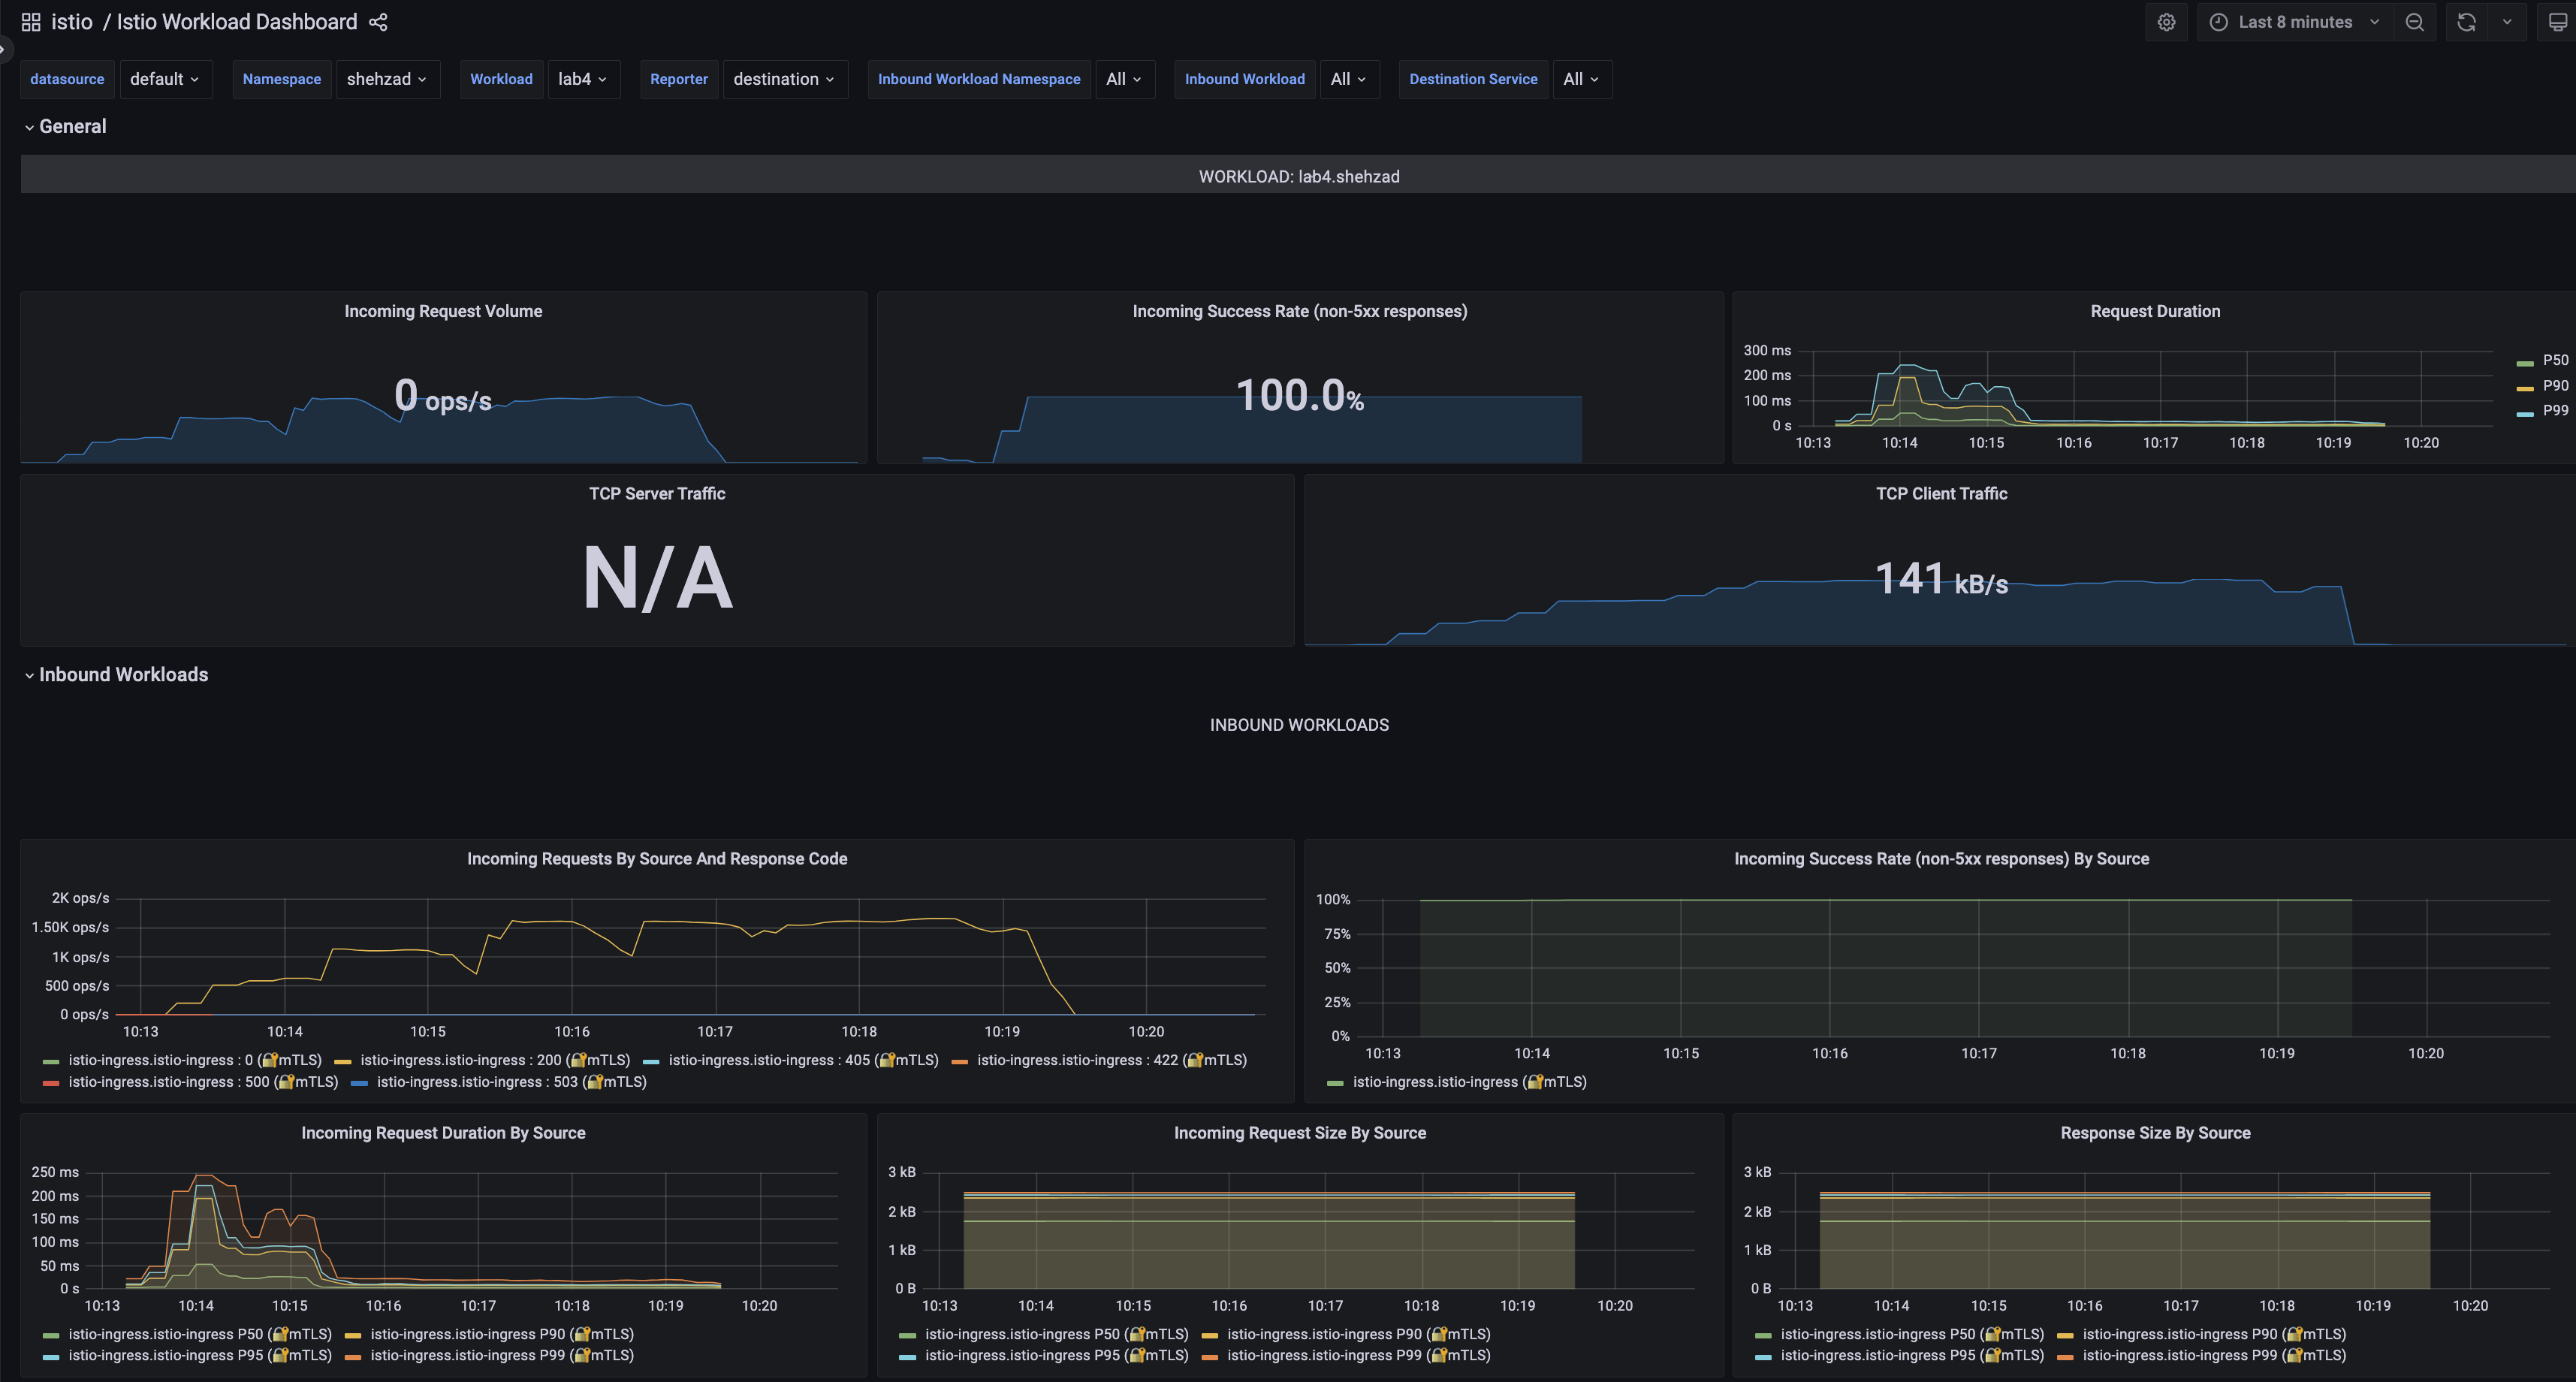 istio / Istio Workload Dashboard
Last 8 minutes
datasource default Namespace shehzad Workload lab4 Reporter destination Inbound Workload Namespace All Inbound Workload All Destination Service All
General
WORKLOAD: lab4.shehzad
Incoming Request Volume
0 ops/s
Incoming Success Rate (non-5xx responses)
100.0%
Request Duration
300 ms
200 ms
100 ms
0 s
10:13 10:14 10:15 10:16 10:17 10:18 10:19 10:20
P50
P90
P99
TCP Server Traffic
N/A
TCP Client Traffic
141 kB/s
Inbound Workloads
INBOUND WORKLOADS
Incoming Requests By Source And Response Code
2K ops/s
1.50K ops/s
1K ops/s
500 ops/s
0 ops/s
10:13 10:14 10:15 10:16 10:17 10:18 10:19 10:20
istio-ingress.istio-ingress : 0 (🔐mTLS) istio-ingress.istio-ingress : 200 (🔐mTLS) istio-ingress.istio-ingress : 405 (🔐mTLS) istio-ingress.istio-ingress : 422 (🔐mTLS)
istio-ingress.istio-ingress : 500 (🔐mTLS) istio-ingress.istio-ingress : 503 (🔐mTLS)
Incoming Success Rate (non-5xx responses) By Source
100%
75%
50%
25%
0%
10:13 10:14 10:15 10:16 10:17 10:18 10:19 10:20
istio-ingress.istio-ingress (🔐mTLS)
Incoming Request Duration By Source
250 ms
200 ms
150 ms
100 ms
50 ms
0 s
10:13 10:14 10:15 10:16 10:17 10:18 10:19 10:20
istio-ingress.istio-ingress P50 (🔐mTLS) istio-ingress.istio-ingress P90 (🔐mTLS)
istio-ingress.istio-ingress P95 (🔐mTLS) istio-ingress.istio-ingress P99 (🔐mTLS)
Incoming Request Size By Source
3 kB
2 kB
1 kB
0 B
10:13 10:14 10:15 10:16 10:17 10:18 10:19 10:20
istio-ingress.istio-ingress P50 (🔐mTLS) istio-ingress.istio-ingress P90 (🔐mTLS)
istio-ingress.istio-ingress P95 (🔐mTLS) istio-ingress.istio-ingress P99 (🔐mTLS)
Response Size By Source
3 kB
2 kB
1 kB
0 B
10:13 10:14 10:15 10:16 10:17 10:18 10:19 10:20
istio-ingress.istio-ingress P50 (🔐mTLS) istio-ingress.istio-ingress P90 (🔐mTLS)
istio-ingress.istio-ingress P95 (🔐mTLS) istio-ingress.istio-ingress P99 (🔐mTLS)